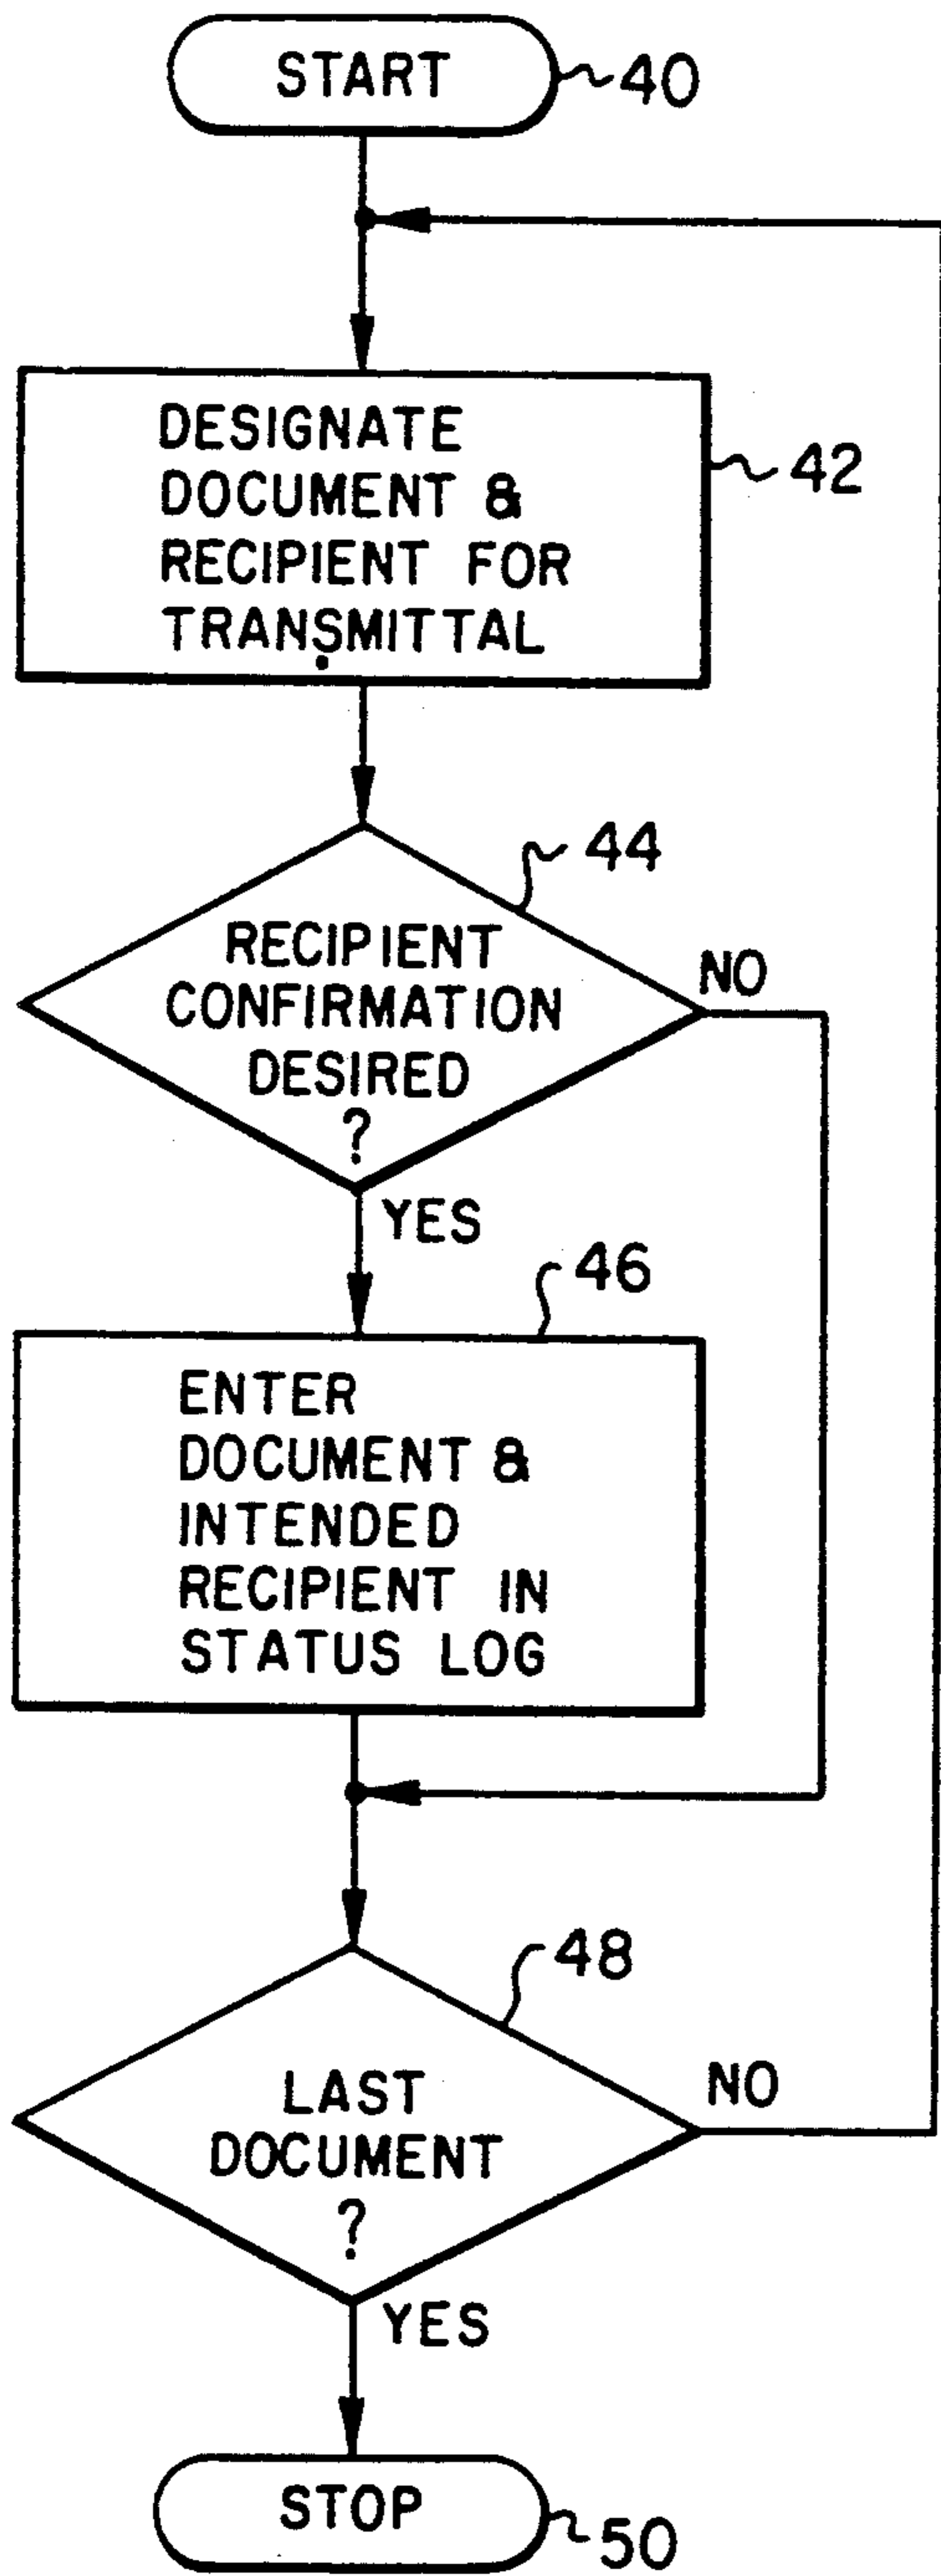 START
40
DESIGNATE
DOCUMENT &
RECIPIENT FOR
TRANSMITTAL
42
44
RECIPIENT
CONFIRMATION
DESIRED
?
NO
YES
46
ENTER
DOCUMENT &
INTENDED
RECIPIENT IN
STATUS LOG
48
LAST
DOCUMENT
?
NO
YES
STOP
50